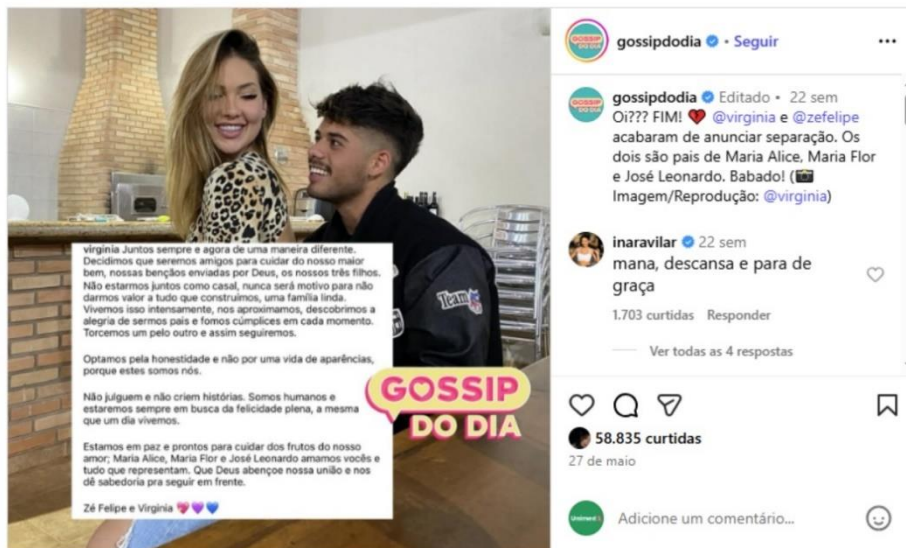 virginia Juntos sempre e agora de uma maneira diferente.
Decidimos que seremos amigos para cuidar do nosso maior
bem, nossas bençãos enviadas por Deus, os nossos três filhos.
Não estarmos juntos como casal, nunca será motivo para não
darmos valor a tudo que construímos, uma família linda.
Vivemos isso intensamente, nos aproximamos, descobrimos a
alegria de sermos pais e fomos cúmplices em cada momento.
Torcemos um pelo outro e assim seguiremos.
Optamos pela honestidade e não por uma vida de aparências,
porque estes somos nós.
Não julguem e não criem histórias. Somos humanos e
estaremos sempre em busca da felicidade plena, a mesma
que um dia vivemos.
Estamos em paz e prontos para cuidar dos frutos do nosso
amor; Maria Alice, Maria Flor e José Leonardo amamos vocês e
tudo que representam. Que Deus abençoe nossa união e nos
dê sabedoria pra seguir em frente.
Zé Felipe e Virginia 💖💜💙
Team
GOSSIP
DO DIA
GOSSIP
DO DIA
gossipdodia • Seguir
GOSSIP
DO DIA
gossipdodia Editado • 22 sem
Oi??? FIM! 💔 @virginia e @zefelipe
acabaram de anunciar separação. Os
dois são pais de Maria Alice, Maria Flor
e José Leonardo. Babado! (📷
Imagem/Reprodução: @virginia)
inaravilar 22 sem
mana, descansa e para de
graça
1.703 curtidas Responder
Ver todas as 4 respostas
58.835 curtidas
27 de maio
Unimed
Adicione um comentário...